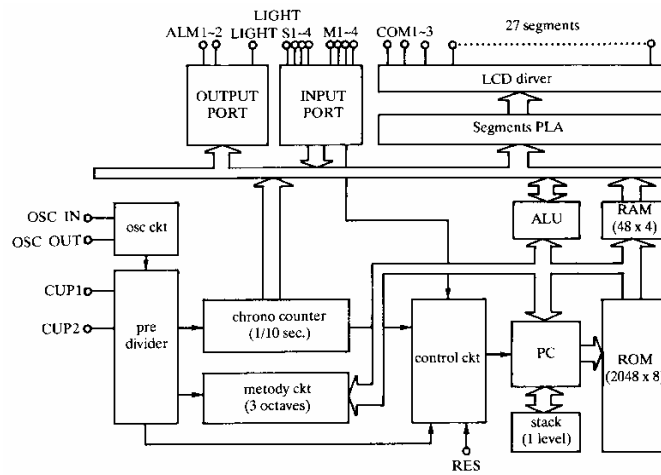 LIGHT
ALM1~2
LIGHT
S1~4
M1~4
COM1~3
27 segments
OUTPUT
PORT
INPUT
PORT
LCD dirver
Segments PLA
OSC IN
OSC OUT
osc ckt
ALU
RAM
(48 x 4)
CUP1
CUP2
pre
divider
chrono counter
(1/10 sec.)
control ckt
PC
ROM
(2048 x 8)
metody ckt
(3 octaves)
stack
(1 level)
RES